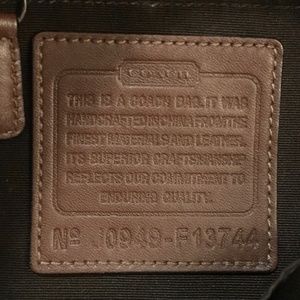 COACH
THIS IS A COACH BAG. IT WAS
HANDCRAFTED IN CHINA FROM THE
FINEST MATERIALS AND LEATHER.
ITS SUPERIOR CRAFTSMANSHIP
REFLECTS OUR COMMITMENT TO
ENDURING QUALITY.
Nº J0949-F13744